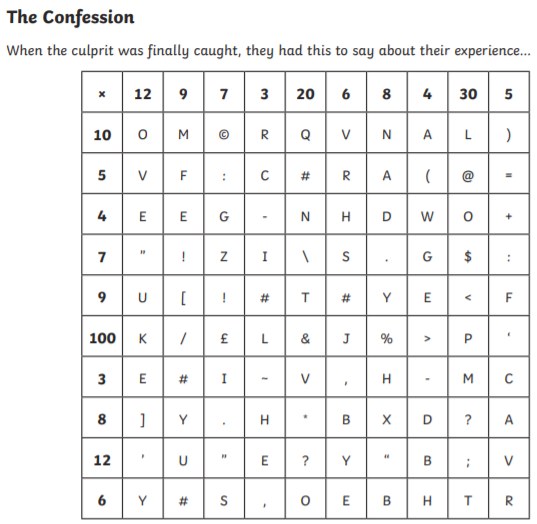 The Confession
When the culprit was finally caught, they had this to say about their experience...
× 12 9 7 3 20 6 8 4 30 5
10 O M © R Q V N A L )
5 V F : C # R A ( @ =
4 E E G - N H D W O +
7 " ! Z I \ S . G $ :
9 U [ ! # T # Y E < F
100 K / £ L & J % > P '
3 E # I ~ V , H - M C
8 ] Y . H * B X D ? A
12 ' U " E ? Y " B ; V
6 Y # S , O E B H T R